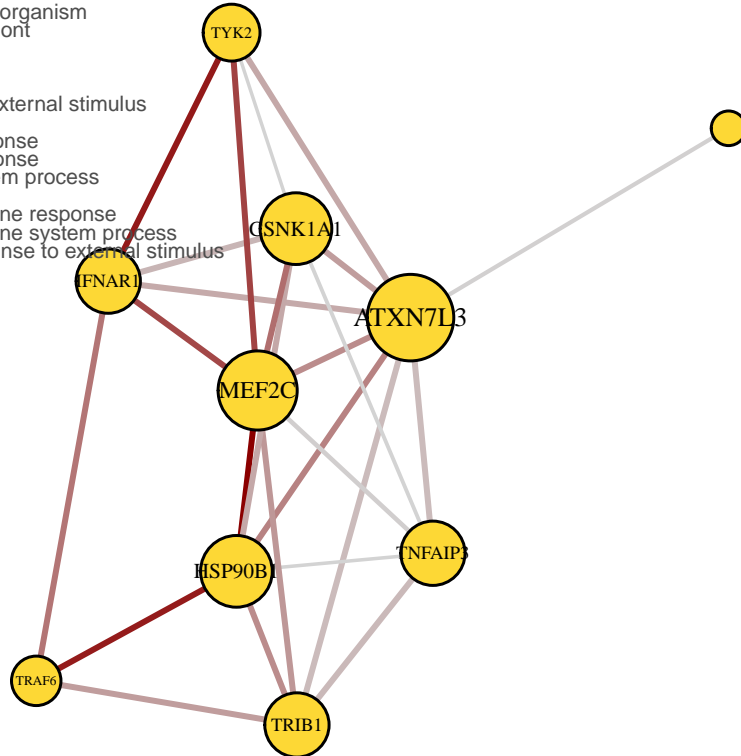 organism
ont
TYK2
xternal stimulus
onse
onse
em process
ne response
ne system process
nse to external stimulus
CSNK1A1
IFNAR1
ATXN7L3
MEF2C
TNFAIP3
HSP90B1
TRAF6
TRIB1